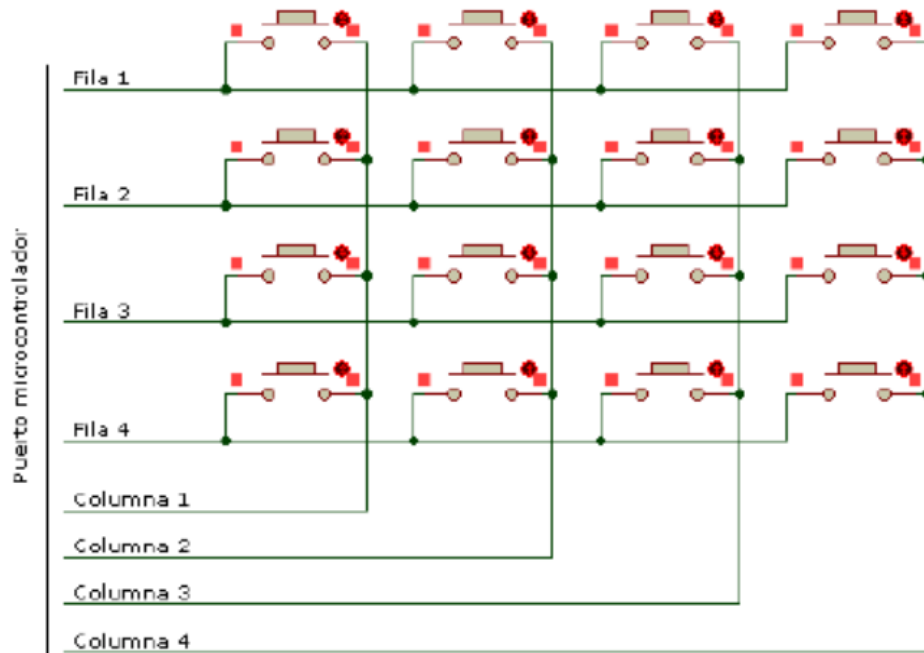 Fila 1
Fila 2
Fila 3
Fila 4
Puerto microcontrolador
Columna 1
Columna 2
Columna 3
Columna 4